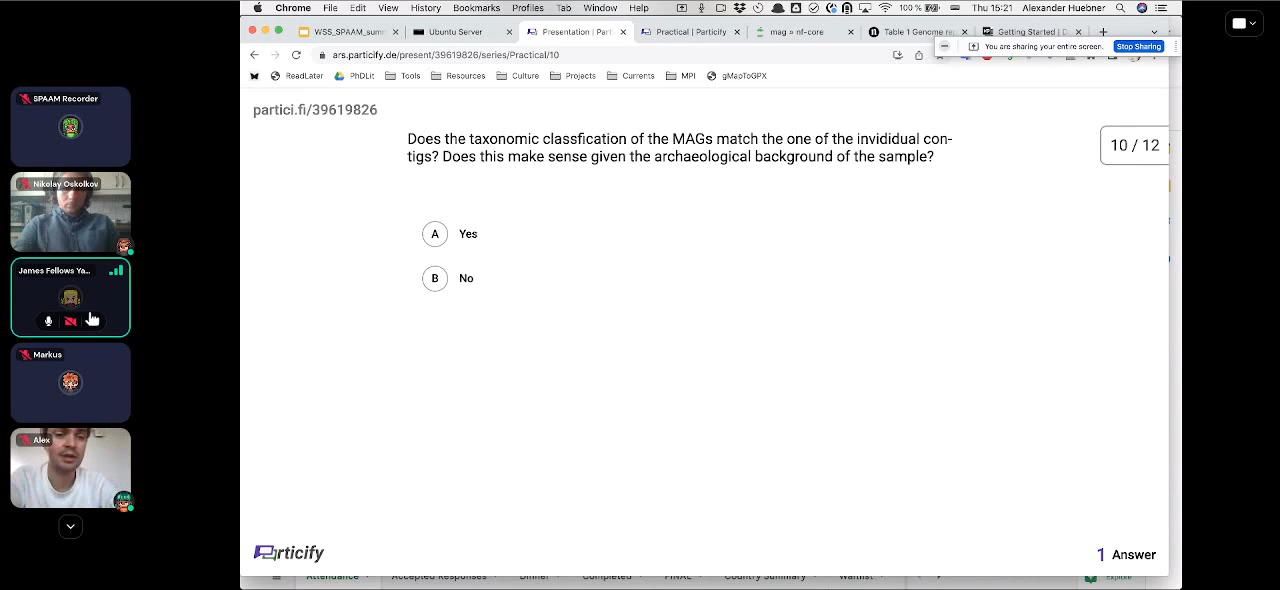 Chrome File Edit View History Bookmarks Profiles Tab Window Help 100% Thu 15:21 Alexander Huebner
WSS_SPAAM_sum Ubuntu Server Presentation | Part Practical | Particify mag » nf-core Table 1 Genome re Getting Started | D
You are sharing your entire screen. Stop Sharing
ars.particify.de/present/39619826/series/Practical/10
ReadLater PhDLit Tools Resources Culture Projects Currents MPI gMapToGPX
partici.fi/39619826
Does the taxonomic classfication of the MAGs match the one of the invididual con-
tigs? Does this make sense given the archaeological background of the sample?
10 / 12
A Yes
B No
SPAAM Recorder
Nikolay Oskolkov
James Fellows Ya...
Markus
Alex
Particify
1 Answer
Attendance Accepted Responses Dinner Completed FINAL Country Summary Waitlist Explore